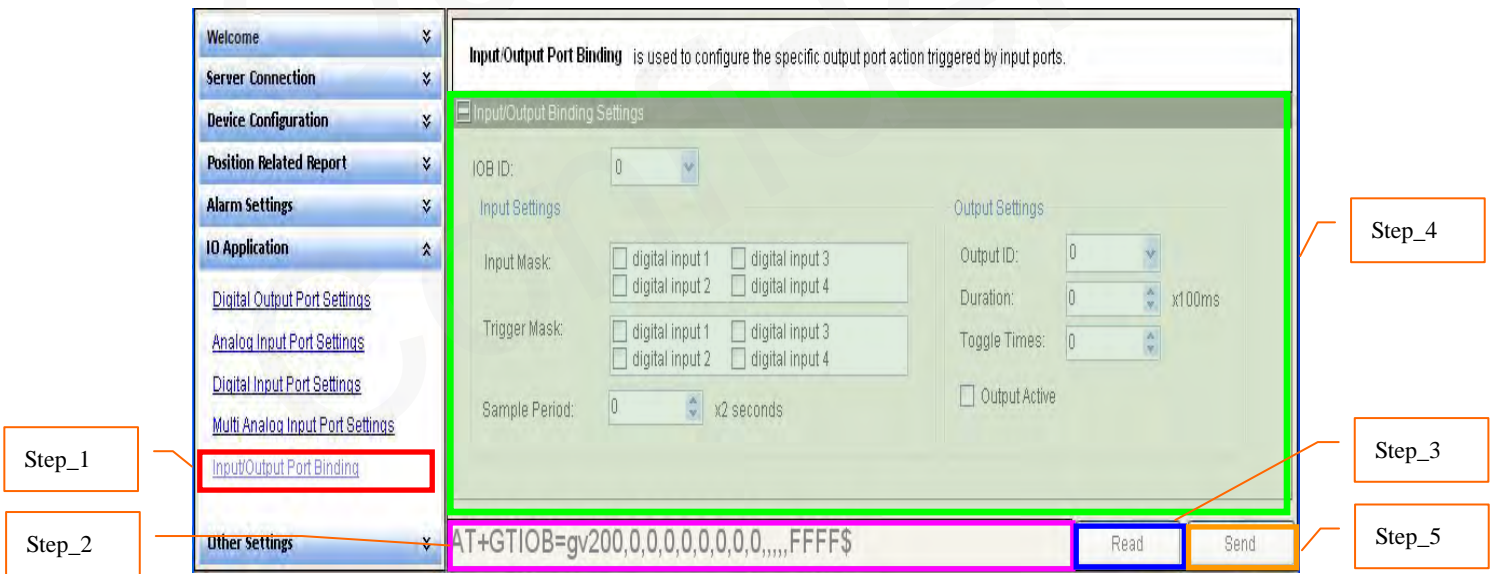 Welcome
Server Connection
Device Configuration
Position Related Report
Alarm Settings
IO Application
Digital Output Port Settings
Analog Input Port Settings
Digital Input Port Settings
Multi Analog Input Port Settings
Input/Output Port Binding
Other Settings
Input/Output Port Binding is used to configure the specific output port action triggered by input ports.
Input/Output Binding Settings
IOB ID: 0
Input Settings
Input Mask: digital input 1 digital input 3
digital input 2 digital input 4
Trigger Mask: digital input 1 digital input 3
digital input 2 digital input 4
Sample Period: 0 x2 seconds
Output Settings
Output ID: 0
Duration: 0 x100ms
Toggle Times: 0
Output Active
AT+GTIOB=gv200,0,0,0,0,0,0,0,0,,,,,FFFF$
Read Send
Step_1
Step_2
Step_4
Step_3
Step_5